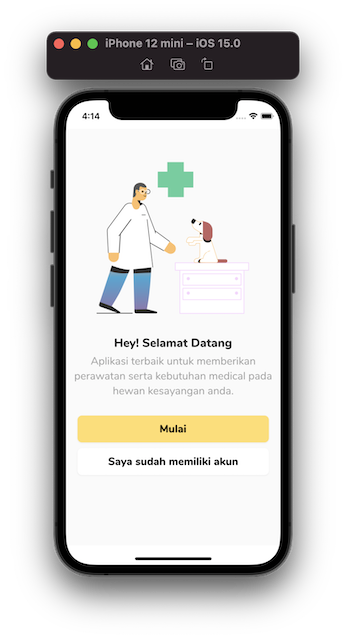 iPhone 12 mini – iOS 15.0
4:14
Hey! Selamat Datang
Aplikasi terbaik untuk memberikan
perawatan serta kebutuhan medical pada
hewan kesayangan anda.
Mulai
Saya sudah memiliki akun